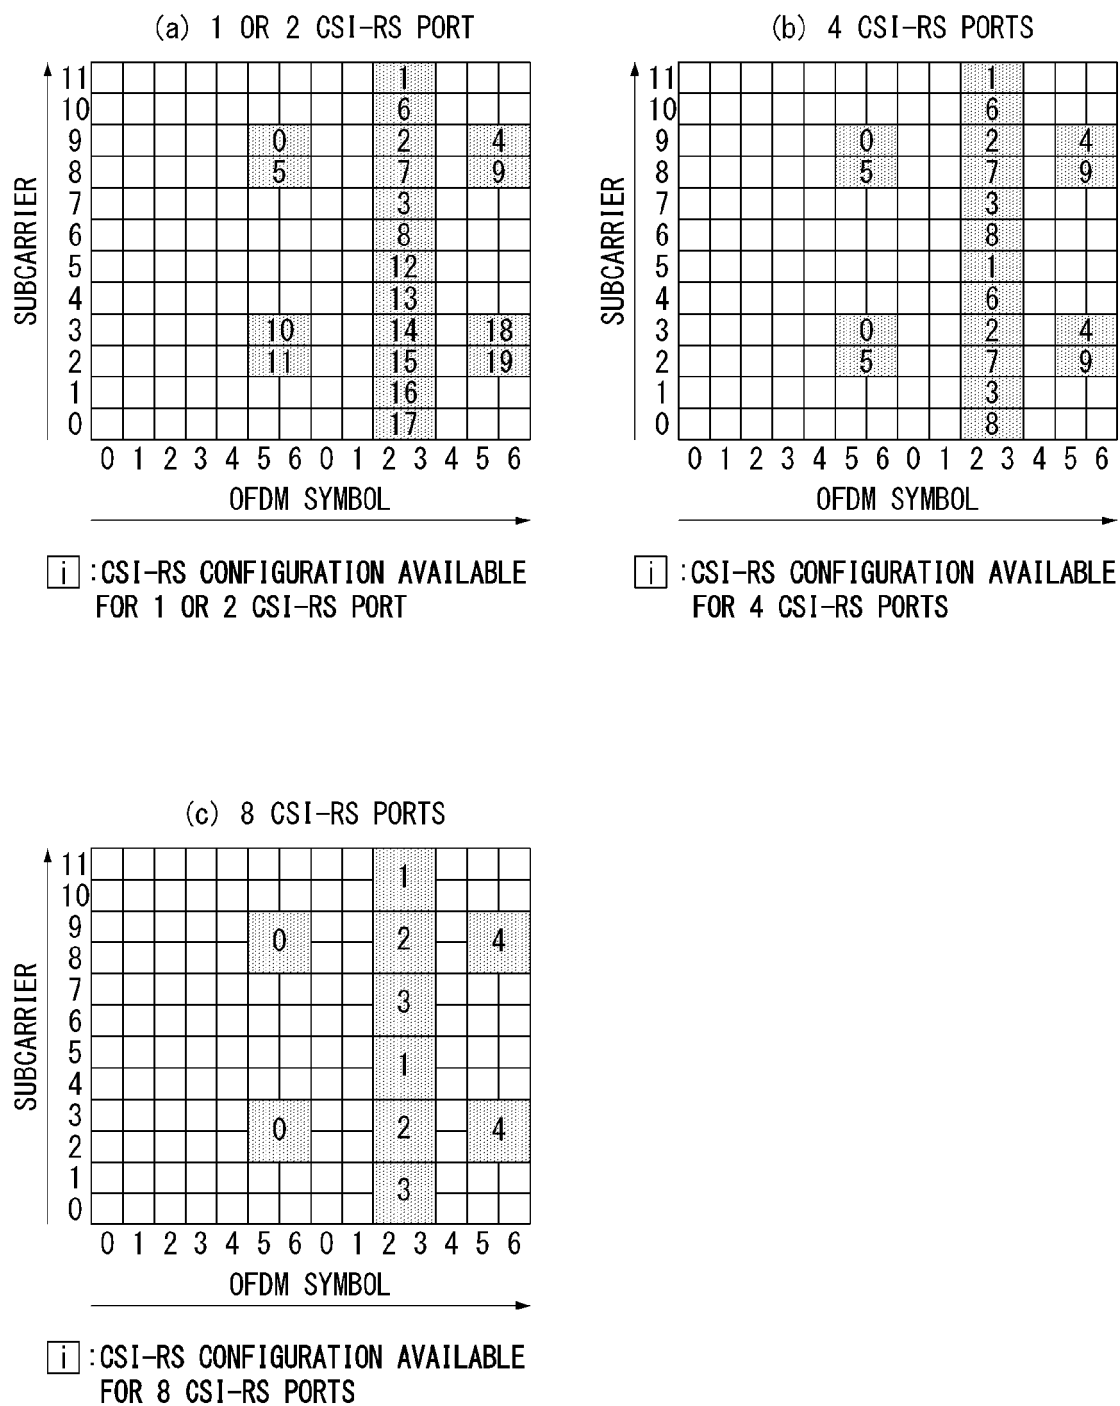 (a) 1 OR 2 CSI-RS PORT
11 1
10 6
9 0 2 4
8 5 7 9
7 3
6 8
5 12
4 13
3 10 14 18
2 11 15 19
1 16
0 17
SUBCARRIER
0 1 2 3 4 5 6 0 1 2 3 4 5 6
OFDM SYMBOL
i :CSI-RS CONFIGURATION AVAILABLE
FOR 1 OR 2 CSI-RS PORT
(b) 4 CSI-RS PORTS
11 1
10 6
9 0 2 4
8 5 7 9
7 3
6 8
5 1
4 6
3 0 2 4
2 5 7 9
1 3
0 8
SUBCARRIER
0 1 2 3 4 5 6 0 1 2 3 4 5 6
OFDM SYMBOL
i :CSI-RS CONFIGURATION AVAILABLE
FOR 4 CSI-RS PORTS
(c) 8 CSI-RS PORTS
11
1
10
9
0 2 4
8
7
3
6
5
1
4
3
0 2 4
2
1
3
0
SUBCARRIER
0 1 2 3 4 5 6 0 1 2 3 4 5 6
OFDM SYMBOL
i :CSI-RS CONFIGURATION AVAILABLE
FOR 8 CSI-RS PORTS